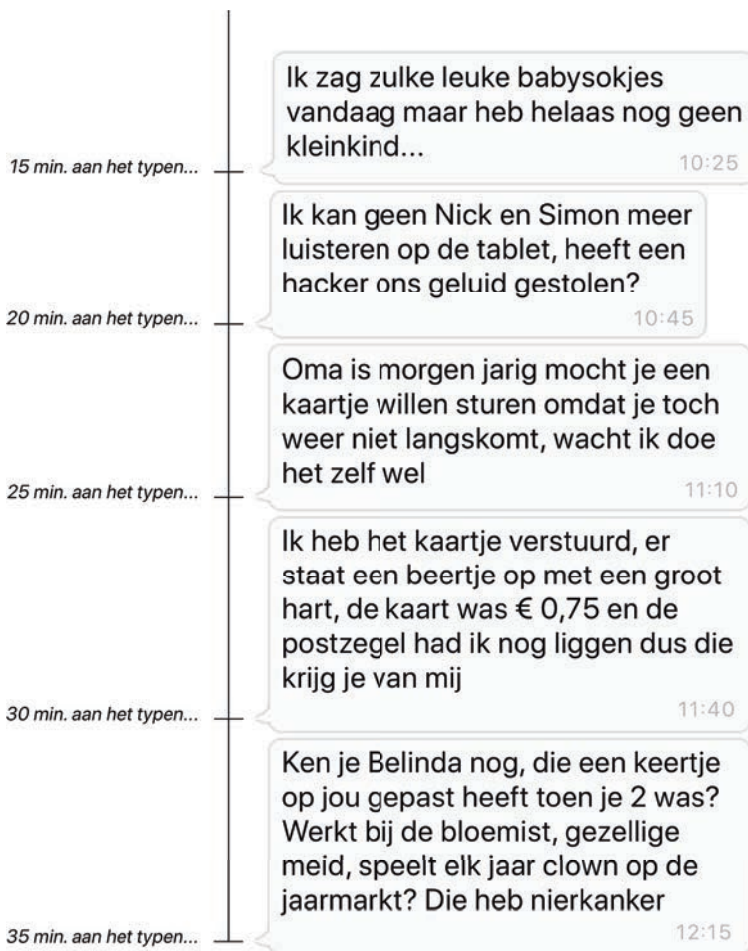 Ik zag zulke leuke babysokjes
vandaag maar heb helaas nog geen
kleinkind...
10:25
15 min. aan het typen...
Ik kan geen Nick en Simon meer
luisteren op de tablet, heeft een
hacker ons geluid gestolen?
10:45
20 min. aan het typen...
Oma is morgen jarig mocht je een
kaartje willen sturen omdat je toch
weer niet langskomt, wacht ik doe
het zelf wel
11:10
25 min. aan het typen...
Ik heb het kaartje verstuurd, er
staat een beertje op met een groot
hart, de kaart was € 0,75 en de
postzegel had ik nog liggen dus die
krijg je van mij
11:40
30 min. aan het typen...
Ken je Belinda nog, die een keertje
op jou gepast heeft toen je 2 was?
Werkt bij de bloemist, gezellige
meid, speelt elk jaar clown op de
jaarmarkt? Die heb nierkanker
12:15
35 min. aan het typen...